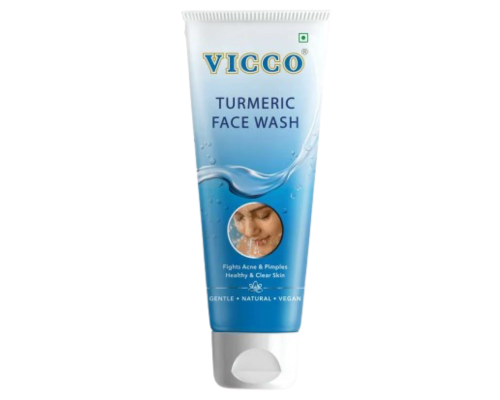 VICCO®
TURMERIC
FACE WASH
Fights Acne & Pimples
Healthy & Clear Skin
GENTLE • NATURAL • VEGAN